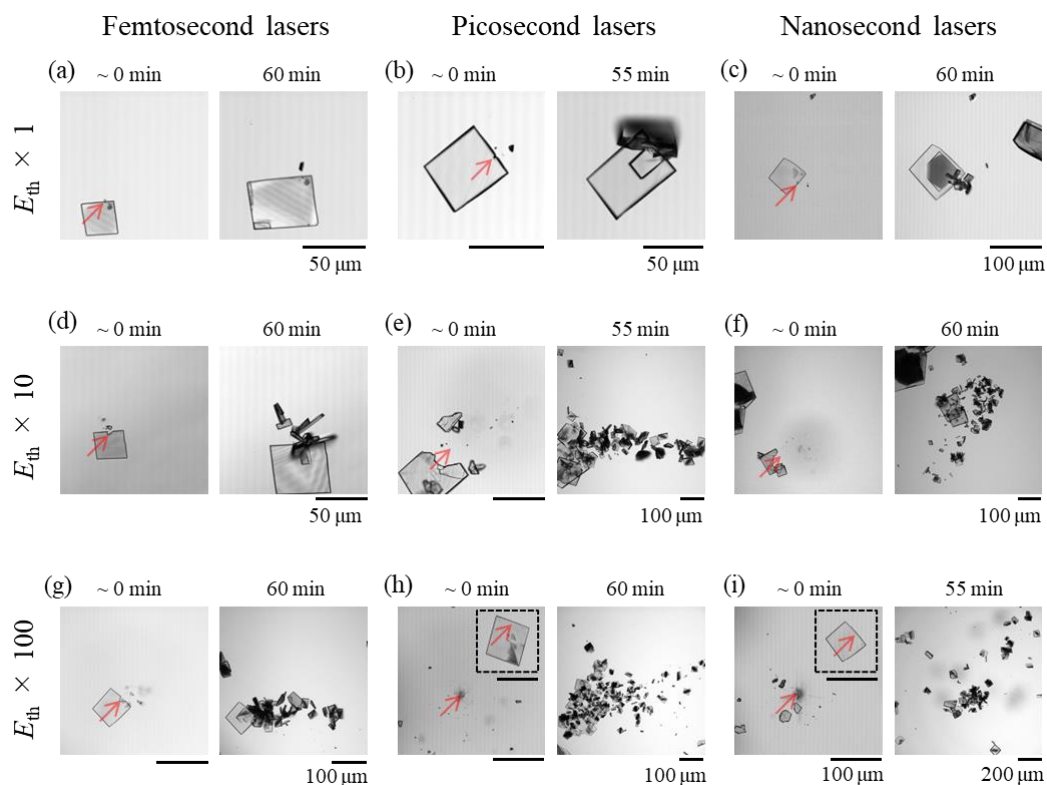 Femtosecond lasers Picosecond lasers Nanosecond lasers
E_th × 1
(a) ~ 0 min 60 min (b) ~ 0 min 55 min (c) ~ 0 min 60 min
50 μm 50 μm 100 μm
E_th × 10
(d) ~ 0 min 60 min (e) ~ 0 min 55 min (f) ~ 0 min 60 min
50 μm 100 μm 100 μm
E_th × 100
(g) ~ 0 min 60 min (h) ~ 0 min 60 min (i) ~ 0 min 55 min
100 μm 100 μm 100 μm 200 μm